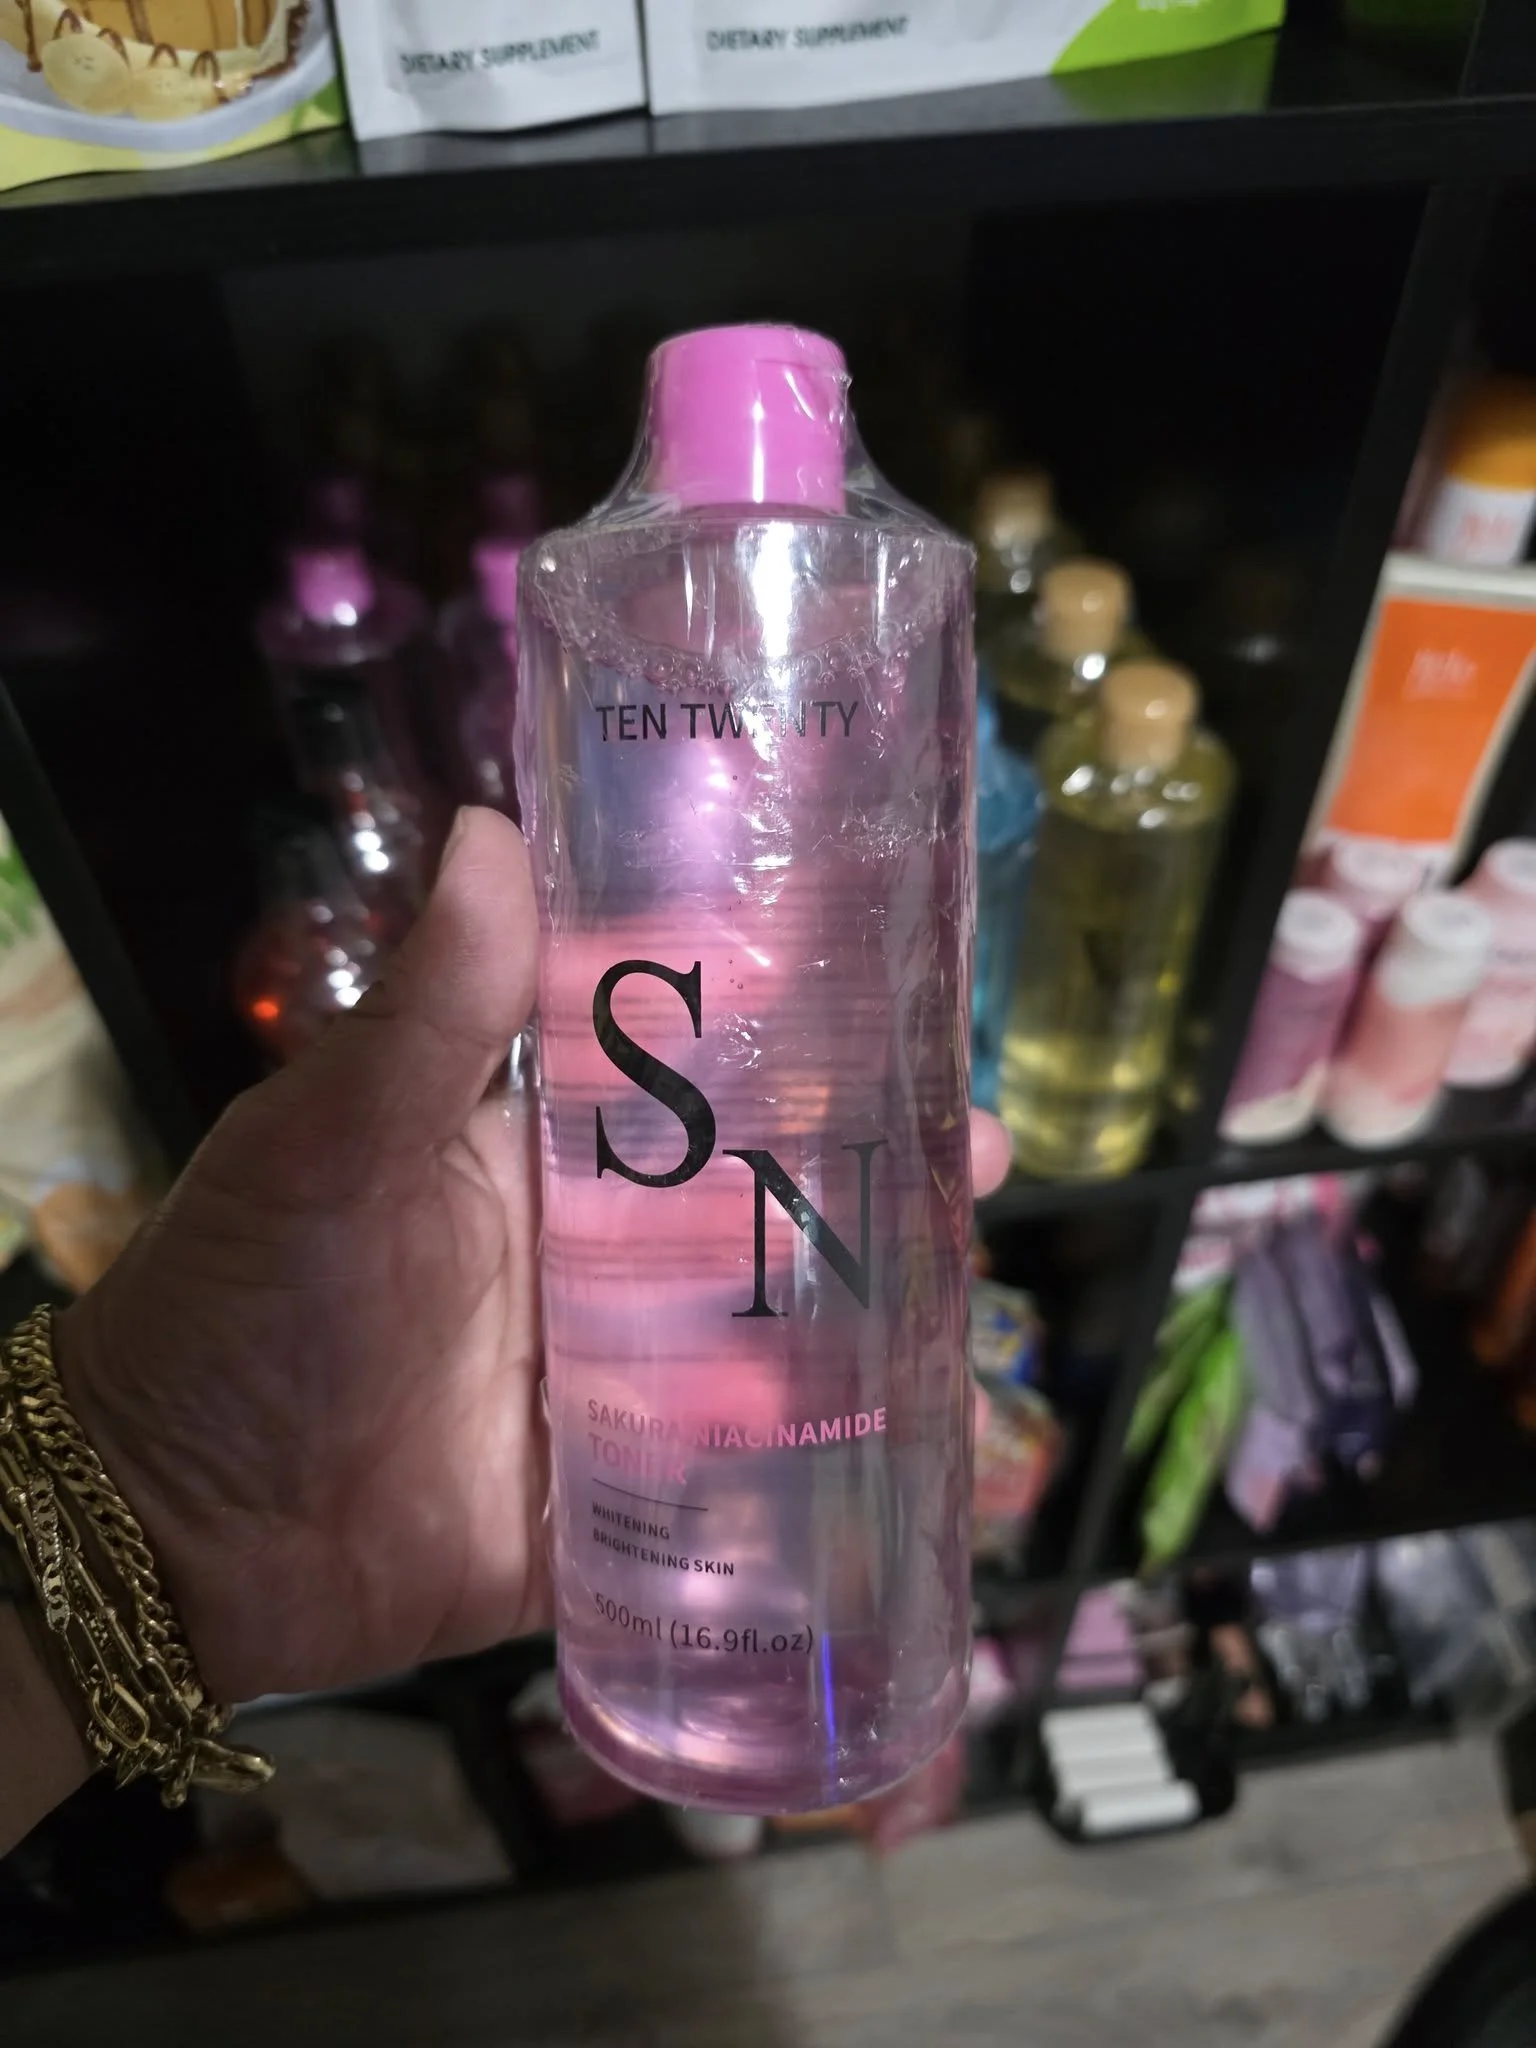 DIETARY SUPPLEMENT
DIETARY SUPPLEMENT
TEN TWENTY
S
N
SAKURA NIACINAMIDE
TONER
WHITENING
BRIGHTENING SKIN
500ml (16.9fl.oz)